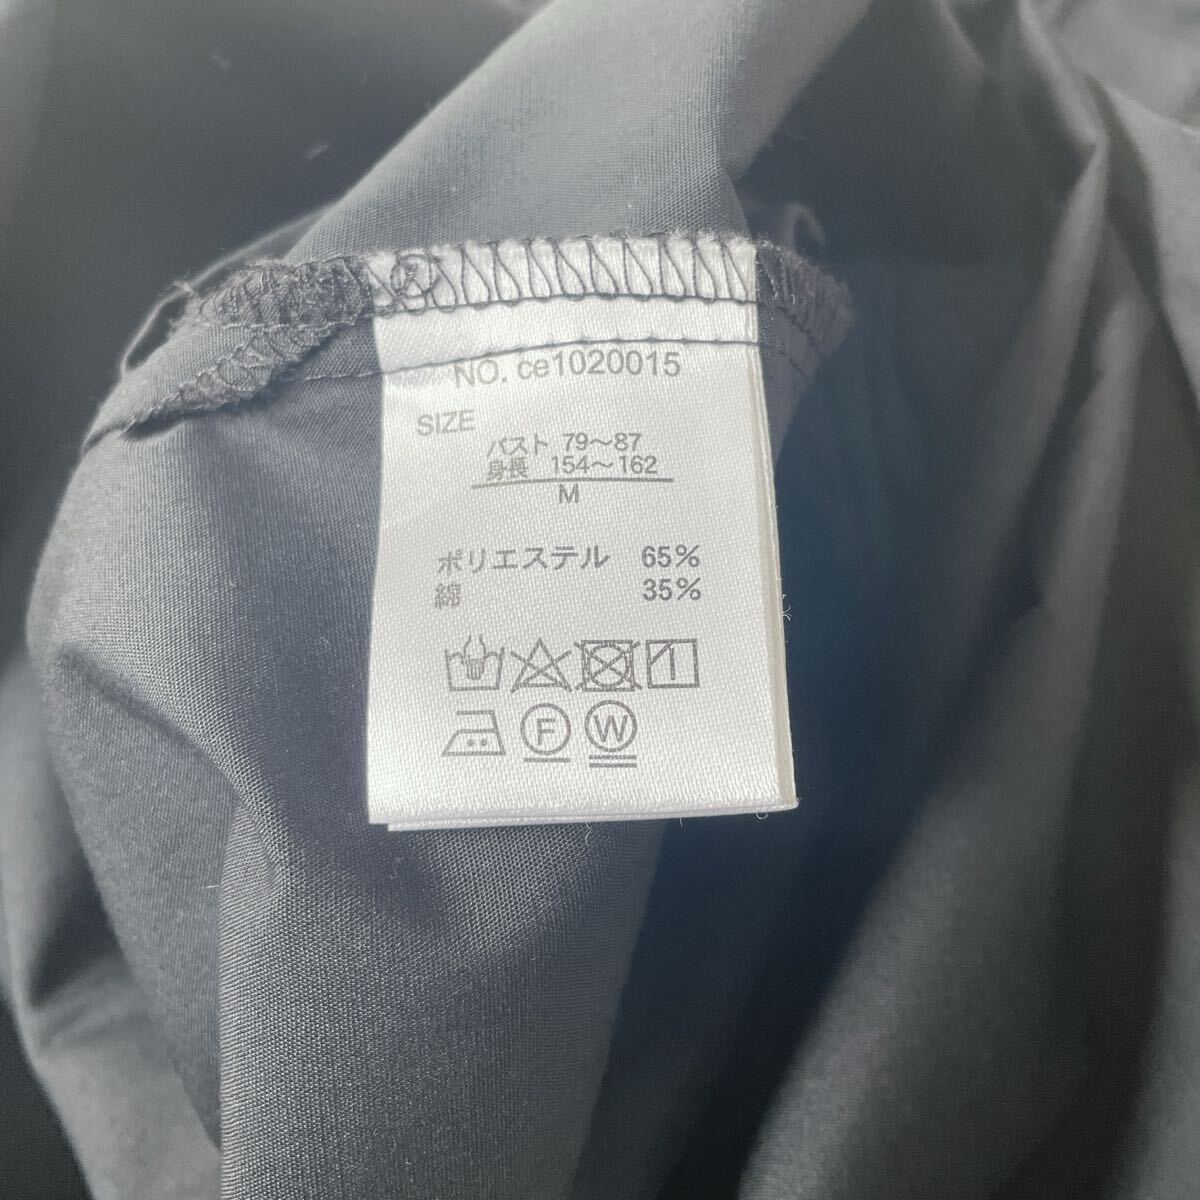 NO. ce1020015
SIZE
バスト 79～87
身長 154～162
M
ポリエステル 65%
綿 35%
F W